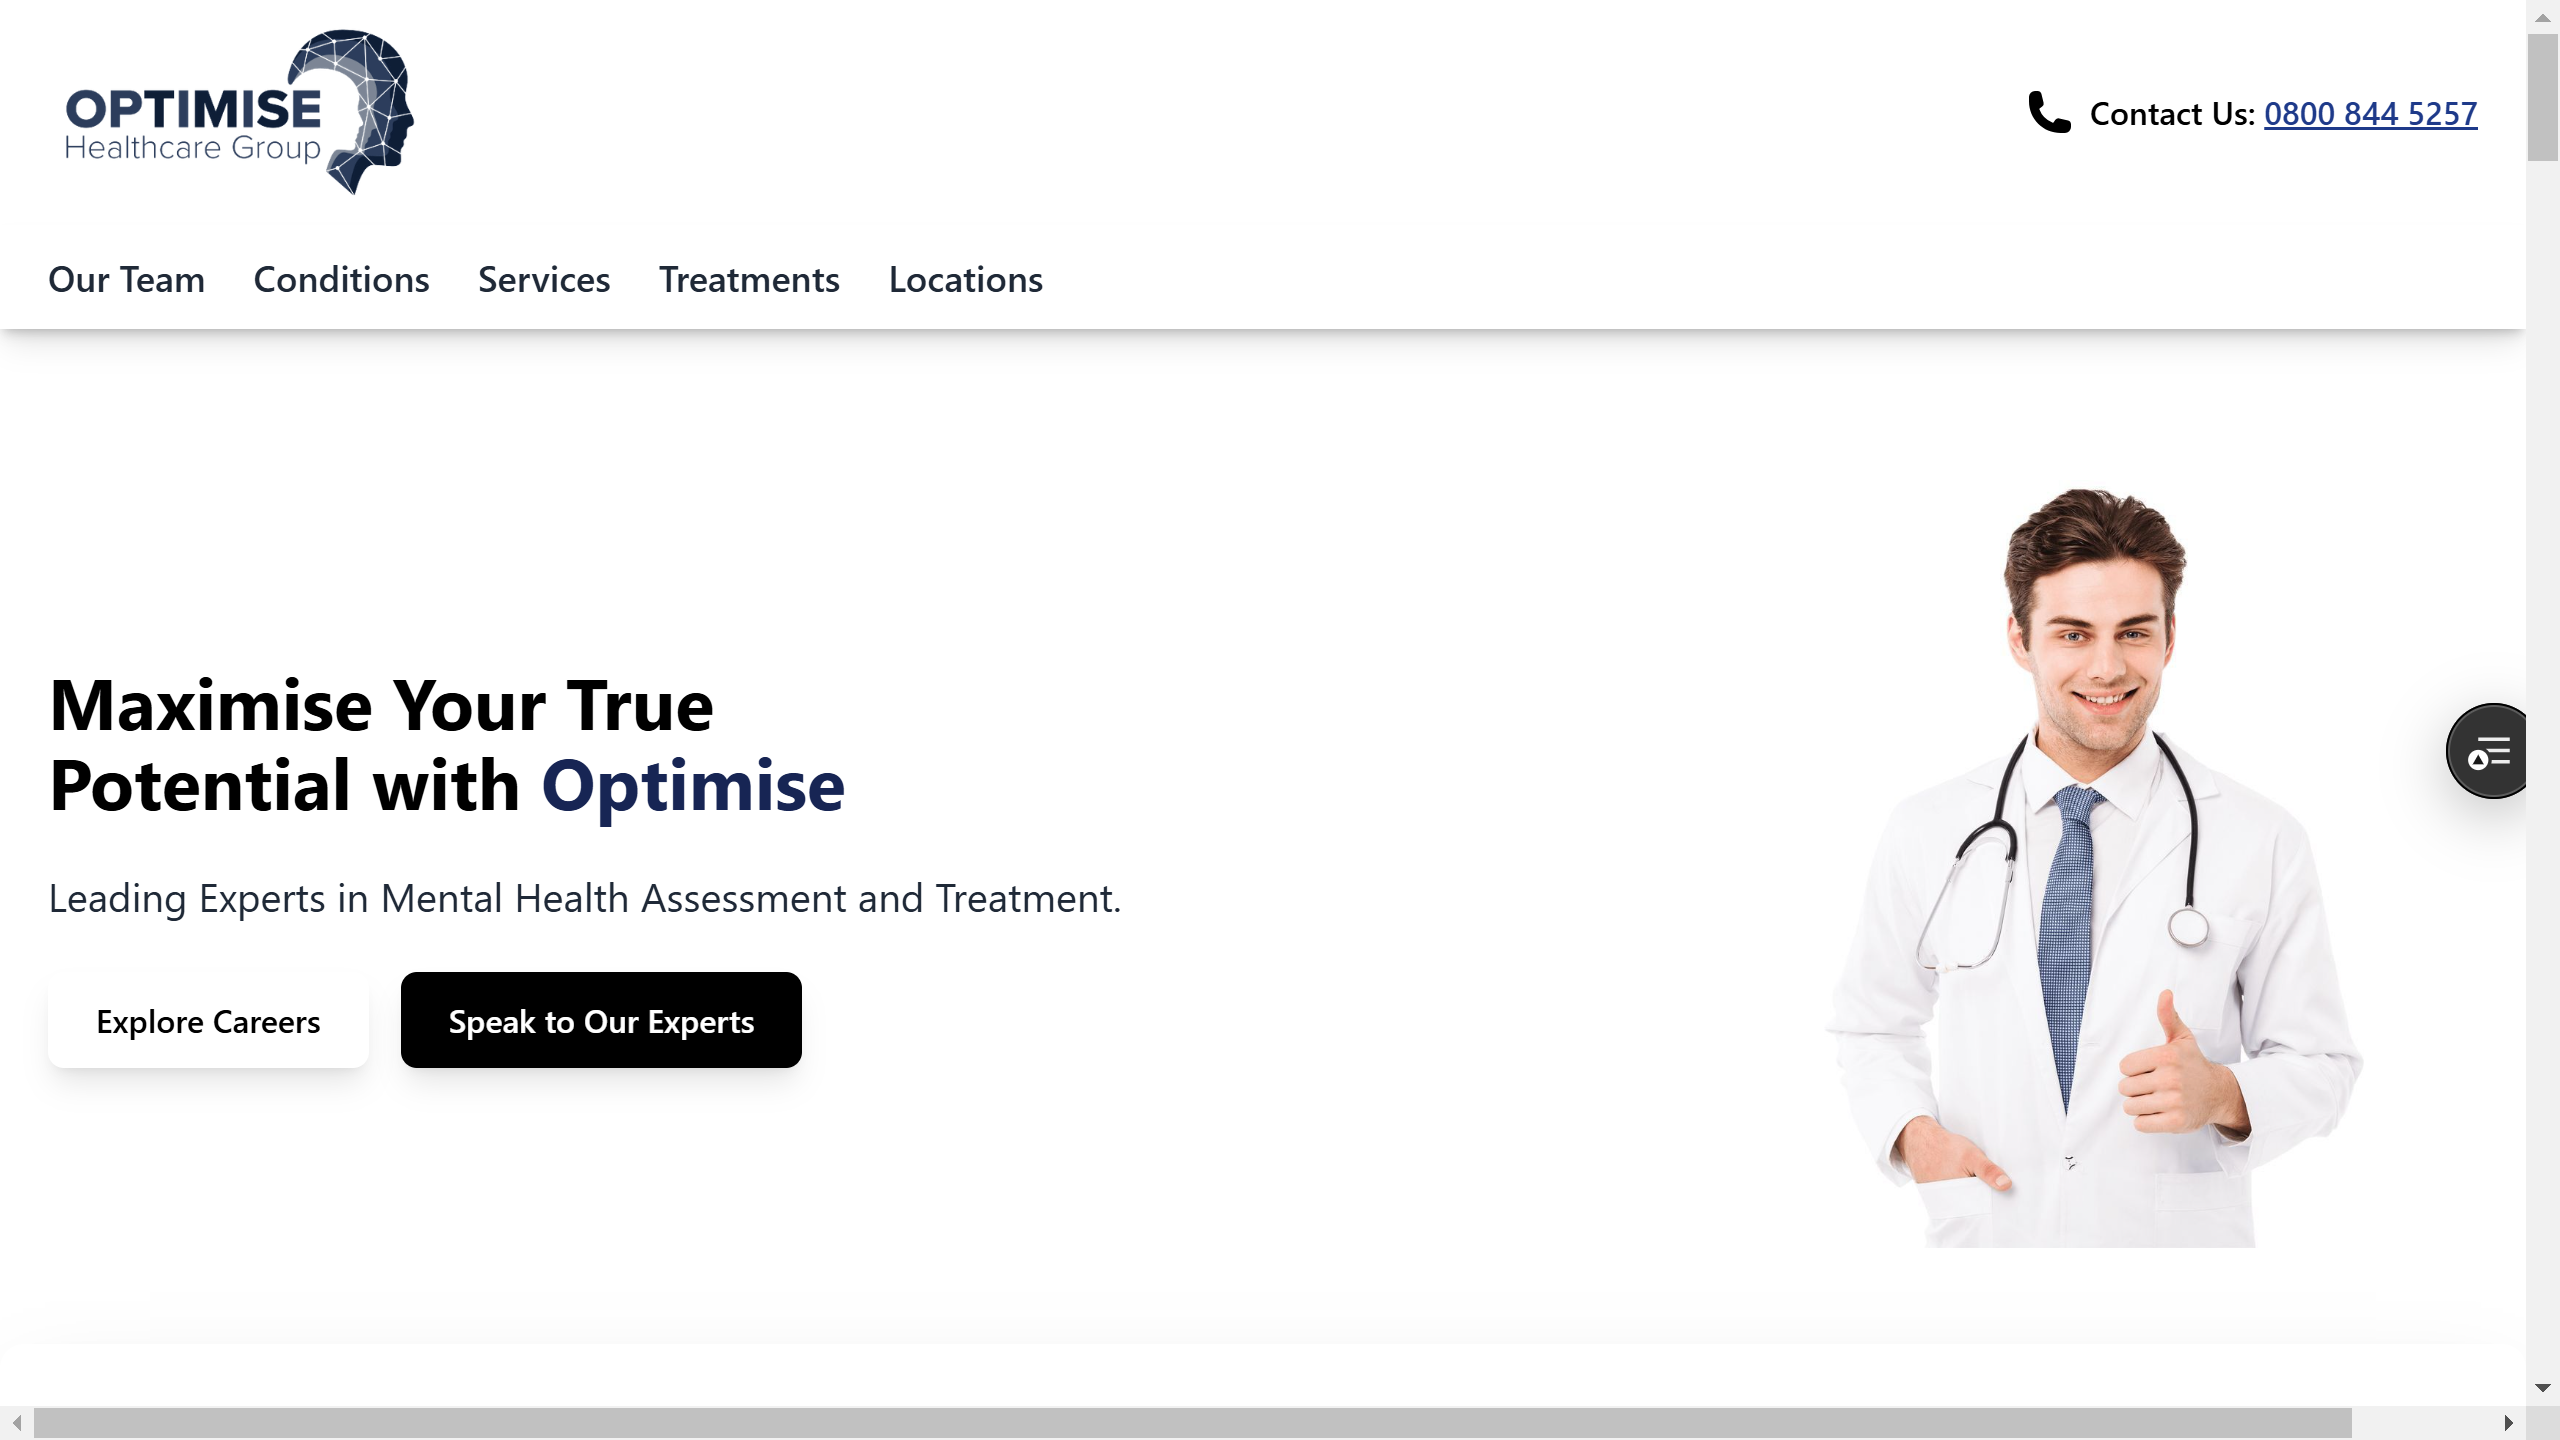 OPTIMISE
Healthcare Group
Contact Us: 0800 844 5257
Our Team
Conditions
Services
Treatments
Locations
Maximise Your True
Potential with Optimise
Leading Experts in Mental Health Assessment and Treatment.
Explore Careers
Speak to Our Experts